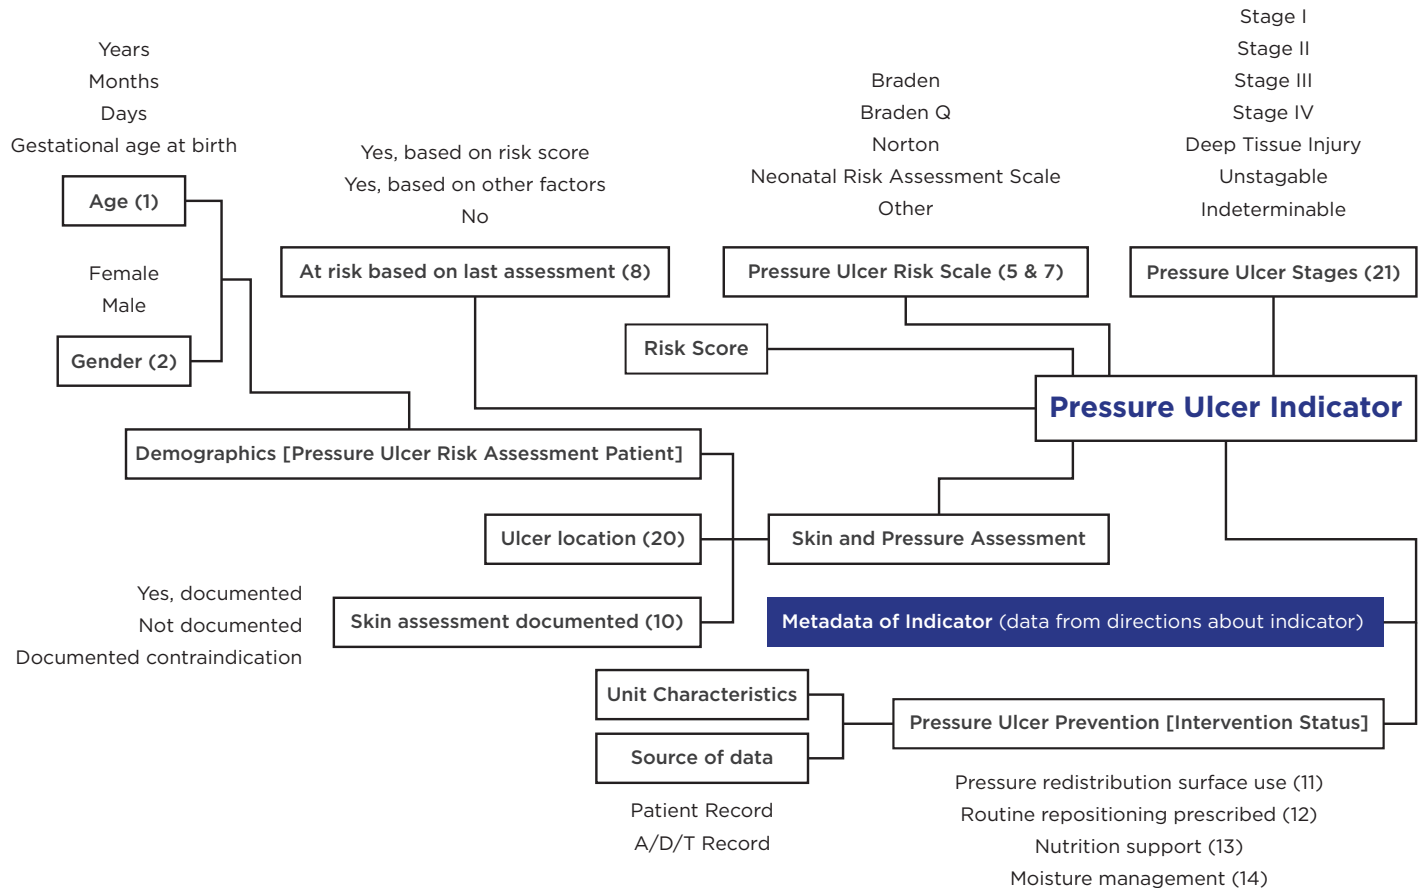 Years
Months
Days
Gestational age at birth
Age (1)
Female
Male
Gender (2)
Yes, based on risk score
Yes, based on other factors
No
At risk based on last assessment (8)
Braden
Braden Q
Norton
Neonatal Risk Assessment Scale
Other
Pressure Ulcer Risk Scale (5 & 7)
Stage I
Stage II
Stage III
Stage IV
Deep Tissue Injury
Unstagable
Indeterminable
Pressure Ulcer Stages (21)
Risk Score
Pressure Ulcer Indicator
Demographics [Pressure Ulcer Risk Assessment Patient]
Ulcer location (20)
Skin and Pressure Assessment
Yes, documented
Not documented
Documented contraindication
Skin assessment documented (10)
Metadata of Indicator (data from directions about indicator)
Unit Characteristics
Source of data
Patient Record
A/D/T Record
Pressure Ulcer Prevention [Intervention Status]
Pressure redistribution surface use (11)
Routine repositioning prescribed (12)
Nutrition support (13)
Moisture management (14)